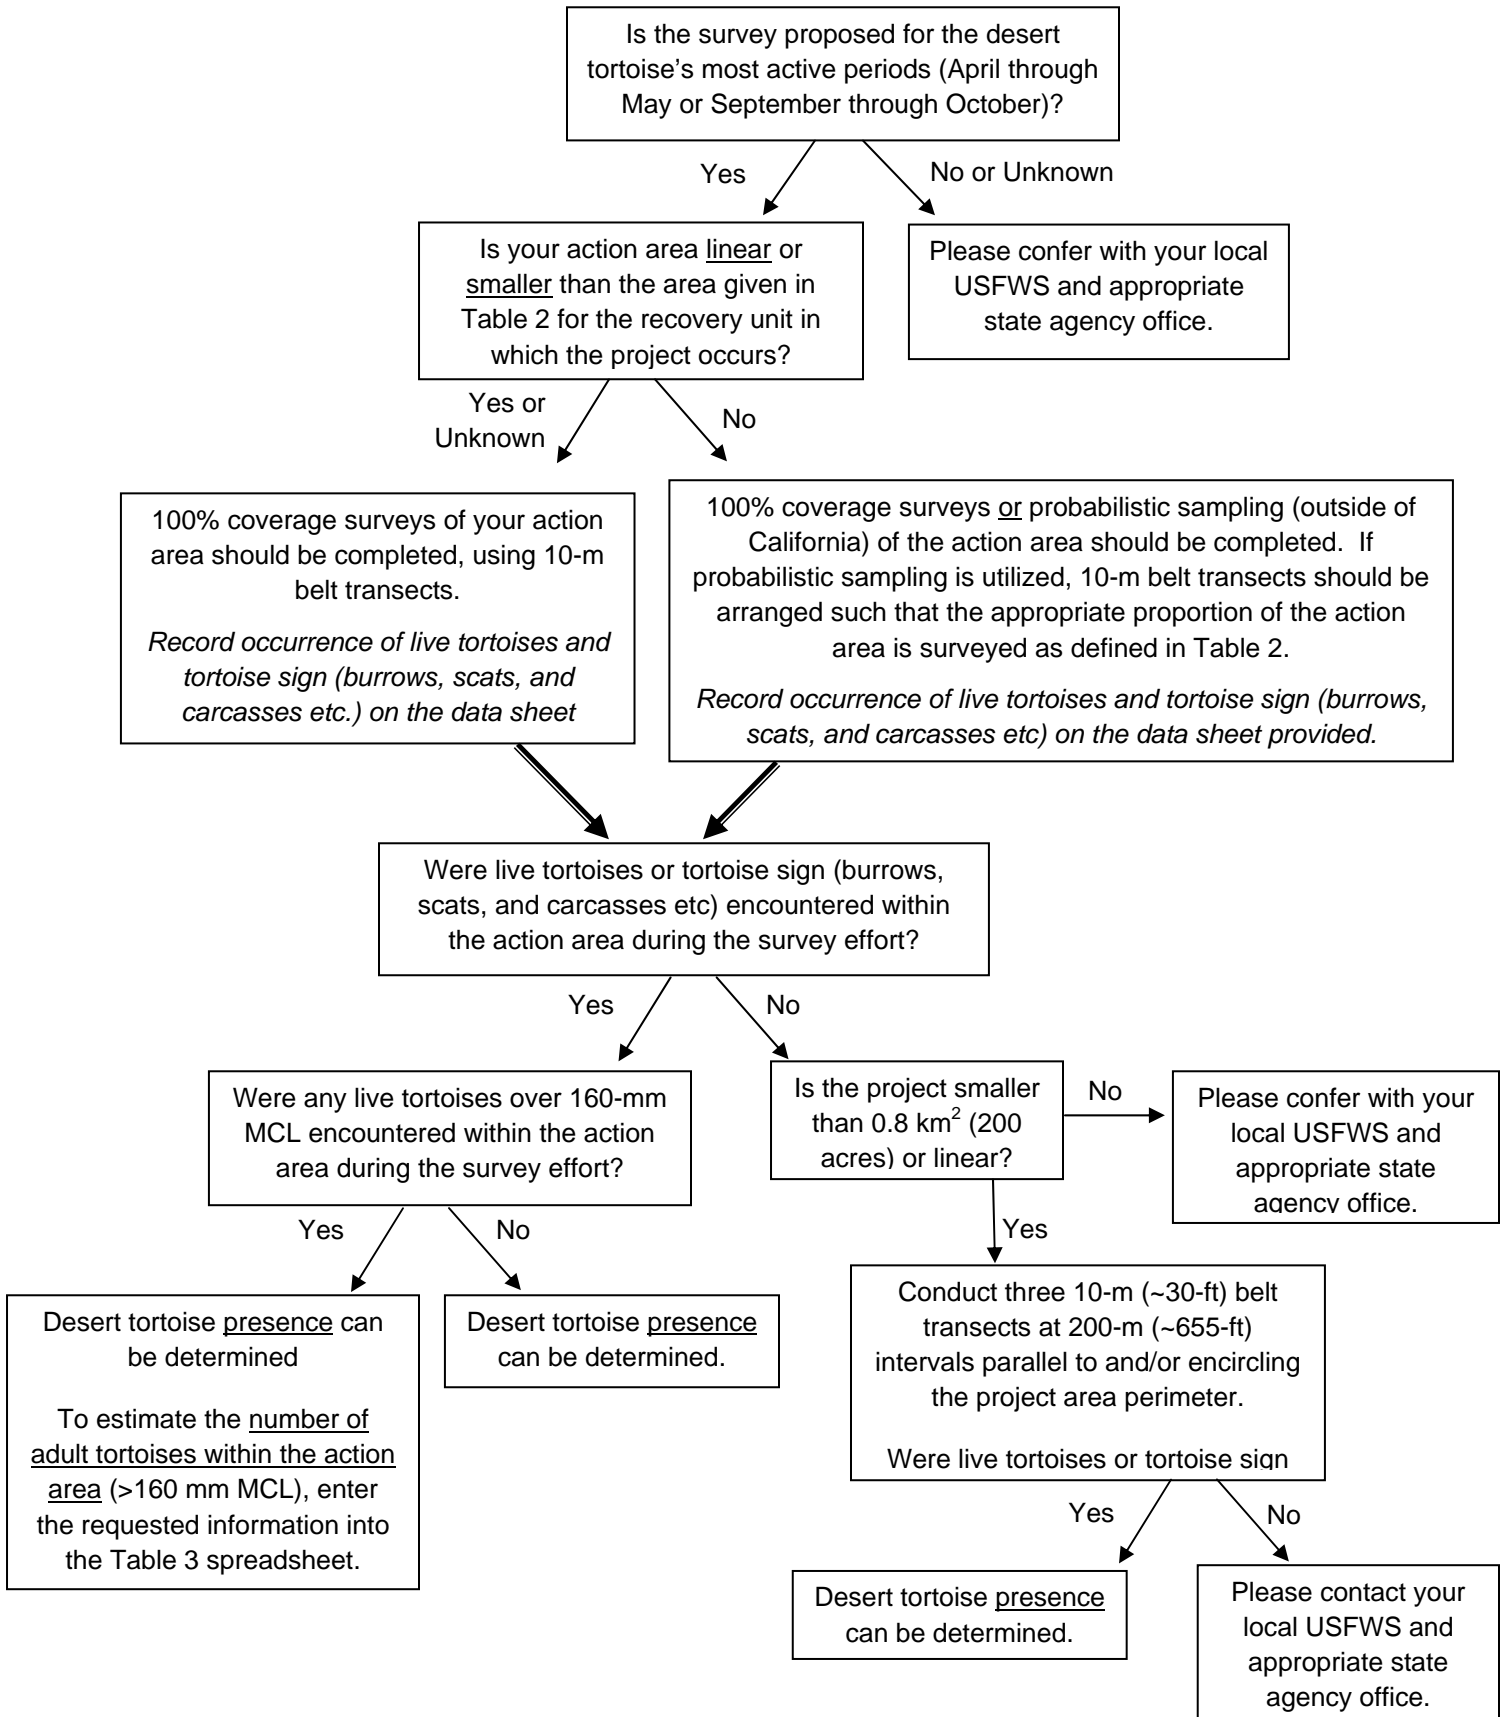 Is the survey proposed for the desert
tortoise’s most active periods (April through
May or September through October)?
Yes
No or Unknown
Is your action area linear or
smaller than the area given in
Table 2 for the recovery unit in
which the project occurs?
Please confer with your local
USFWS and appropriate
state agency office.
Yes or
Unknown
No
100% coverage surveys of your action
area should be completed, using 10-m
belt transects.
Record occurrence of live tortoises and
tortoise sign (burrows, scats, and
carcasses etc.) on the data sheet
100% coverage surveys or probabilistic sampling (outside of
California) of the action area should be completed.  If
probabilistic sampling is utilized, 10-m belt transects should be
arranged such that the appropriate proportion of the action
area is surveyed as defined in Table 2.
Record occurrence of live tortoises and tortoise sign (burrows,
scats, and carcasses etc) on the data sheet provided.
Were live tortoises or tortoise sign (burrows,
scats, and carcasses etc) encountered within
the action area during the survey effort?
Yes
No
Were any live tortoises over 160-mm
MCL encountered within the action
area during the survey effort?
Is the project smaller
than 0.8 km² (200
acres) or linear?
No
Please confer with your
local USFWS and
appropriate state
agency office.
Yes
No
Yes
Desert tortoise presence can
be determined
To estimate the number of
adult tortoises within the action
area (>160 mm MCL), enter
the requested information into
the Table 3 spreadsheet.
Desert tortoise presence
can be determined.
Conduct three 10-m (~30-ft) belt
transects at 200-m (~655-ft)
intervals parallel to and/or encircling
the project area perimeter.
Were live tortoises or tortoise sign
Yes
No
Desert tortoise presence
can be determined.
Please contact your
local USFWS and
appropriate state
agency office.